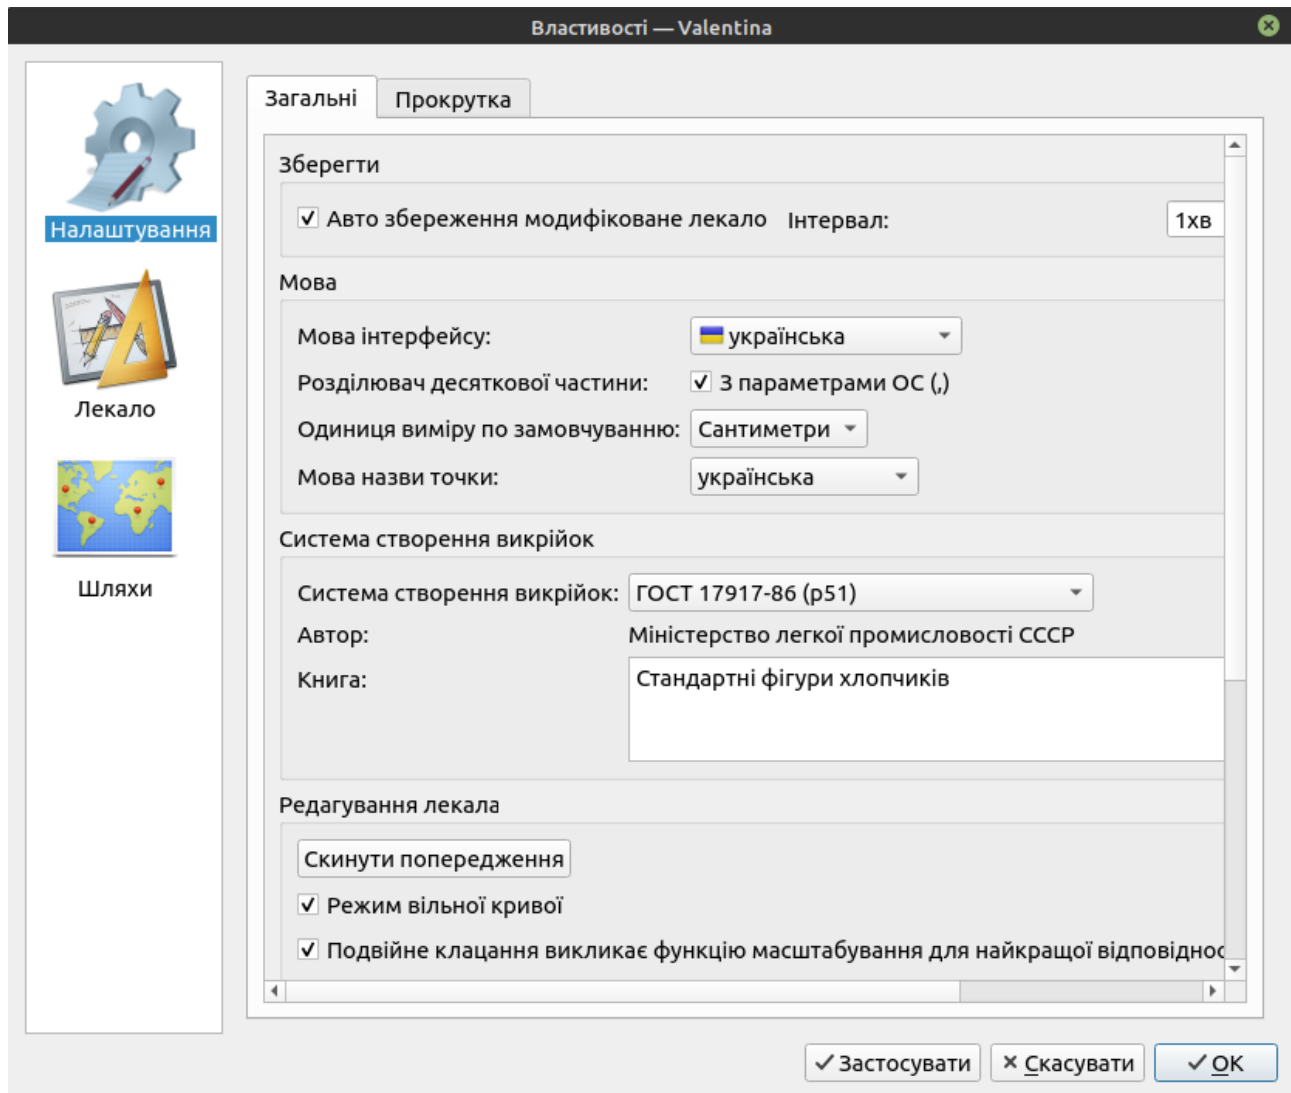 Властивості — Valentina
Налаштування
Лекало
Шляхи
Загальні
Прокрутка
Зберегти
Авто збереження модифіковане лекало Інтервал: 1хв
Мова
Мова інтерфейсу: українська
Розділювач десяткової частини: З параметрами ОС (,)
Одиниця виміру по замовчуванню: Сантиметри
Мова назви точки: українська
Система створення викрійок
Система створення викрійок: ГОСТ 17917-86 (p51)
Автор: Міністерство легкої промисловості СССР
Книга: Стандартні фігури хлопчиків
Редагування лекала
Скинути попередження
Режим вільної кривої
Подвійне клацання викликає функцію масштабування для найкращої відповіднос
Застосувати Скасувати OK